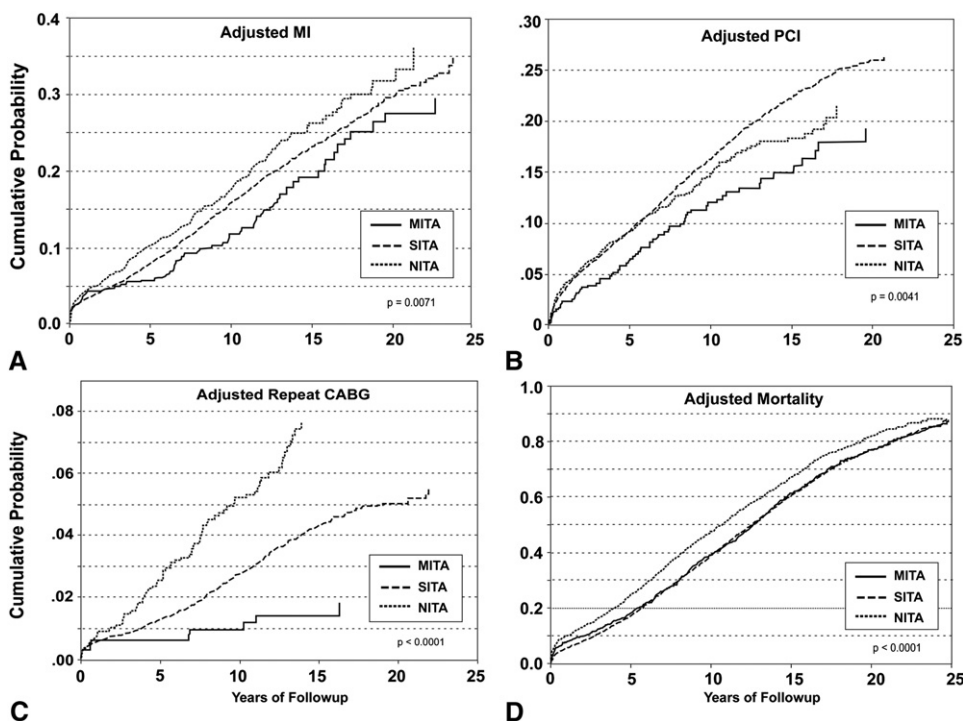 Adjusted MI
Cumulative Probability
0.4
0.3
0.2
0.1
0.0
0
5
10
15
20
25
MITA
SITA
NITA
p = 0.0071
A
Adjusted PCI
.30
.25
.20
.15
.10
.05
0
0
5
10
15
20
25
MITA
SITA
NITA
p = 0.0041
B
Adjusted Repeat CABG
Cumulative Probability
.08
.06
.04
.02
.00
0
5
10
15
20
25
MITA
SITA
NITA
p < 0.0001
Years of Followup
C
Adjusted Mortality
1.0
0.8
0.6
0.4
0.2
0.0
0
5
10
15
20
25
MITA
SITA
NITA
p < 0.0001
Years of Followup
D